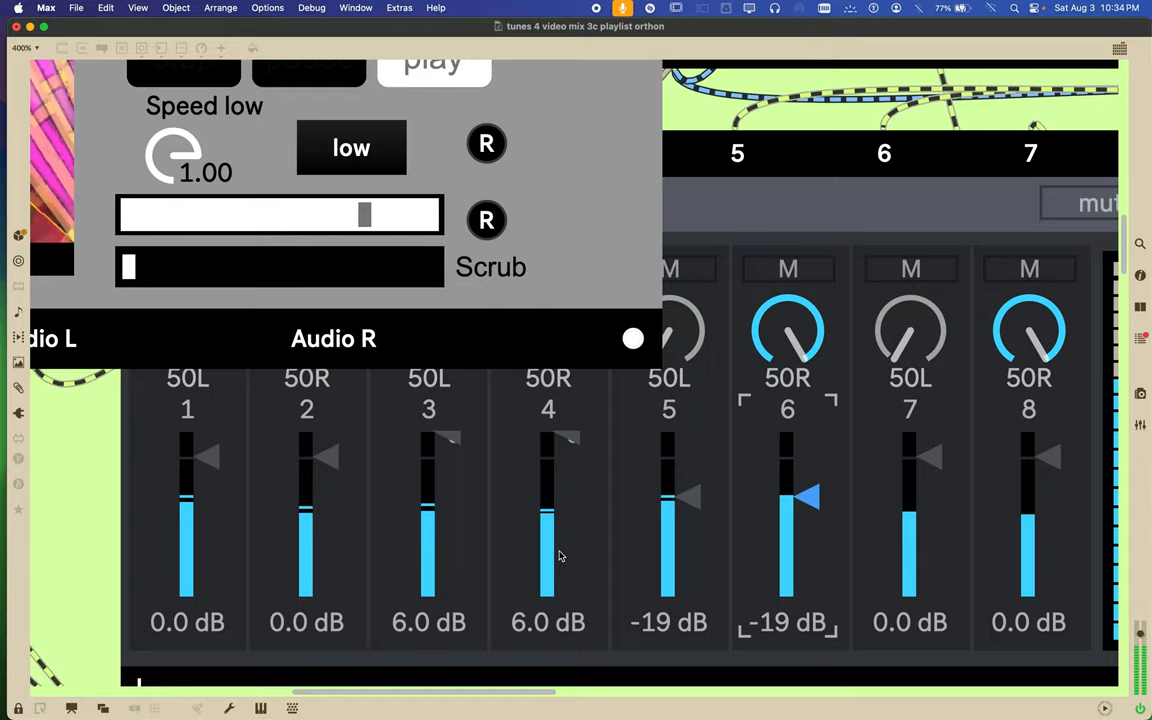 Max File Edit View Object Arrange Options Debug Window Extras Help
77% Sat Aug 3 10:34 PM
tunes 4 video mix 3c playlist orthon
400%
play
Speed low
1.00
low
R
R
Scrub
dio L Audio R
5 6 7
mut
M M M M
50L 50R 50L 50R 50L 50R 50L 50R
1 2 3 4 5 6 7 8
0.0 dB 0.0 dB 6.0 dB 6.0 dB -19 dB -19 dB 0.0 dB 0.0 dB